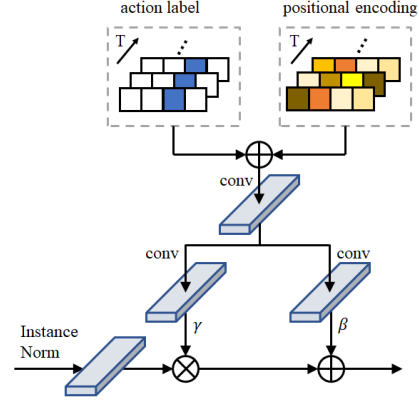 action label
positional encoding
T
T
conv
conv
conv
γ
β
Instance
Norm